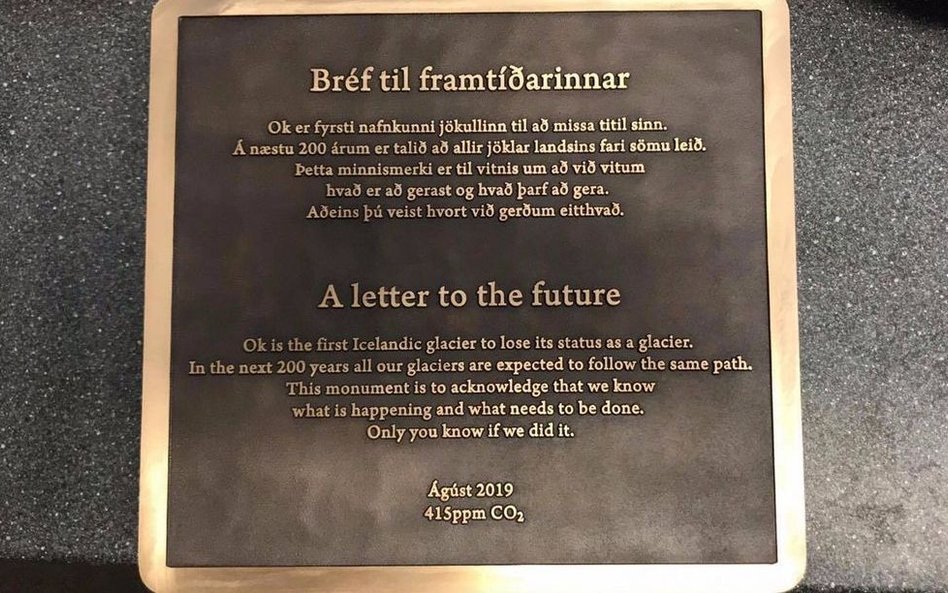 Bréf til framtíðarinnar
Ok er fyrsti nafnkunni jökullinn til að missa titil sinn.
Á næstu 200 árum er talið að allir jöklar landsins fari sömu leið.
Þetta minnismerki er til vitnis um að við vitum
hvað er að gerast og hvað þarf að gera.
Aðeins þú veist hvort við gerðum eitthvað.
A letter to the future
Ok is the first Icelandic glacier to lose its status as a glacier.
In the next 200 years all our glaciers are expected to follow the same path.
This monument is to acknowledge that we know
what is happening and what needs to be done.
Only you know if we did it.
Ágúst 2019
415ppm CO₂